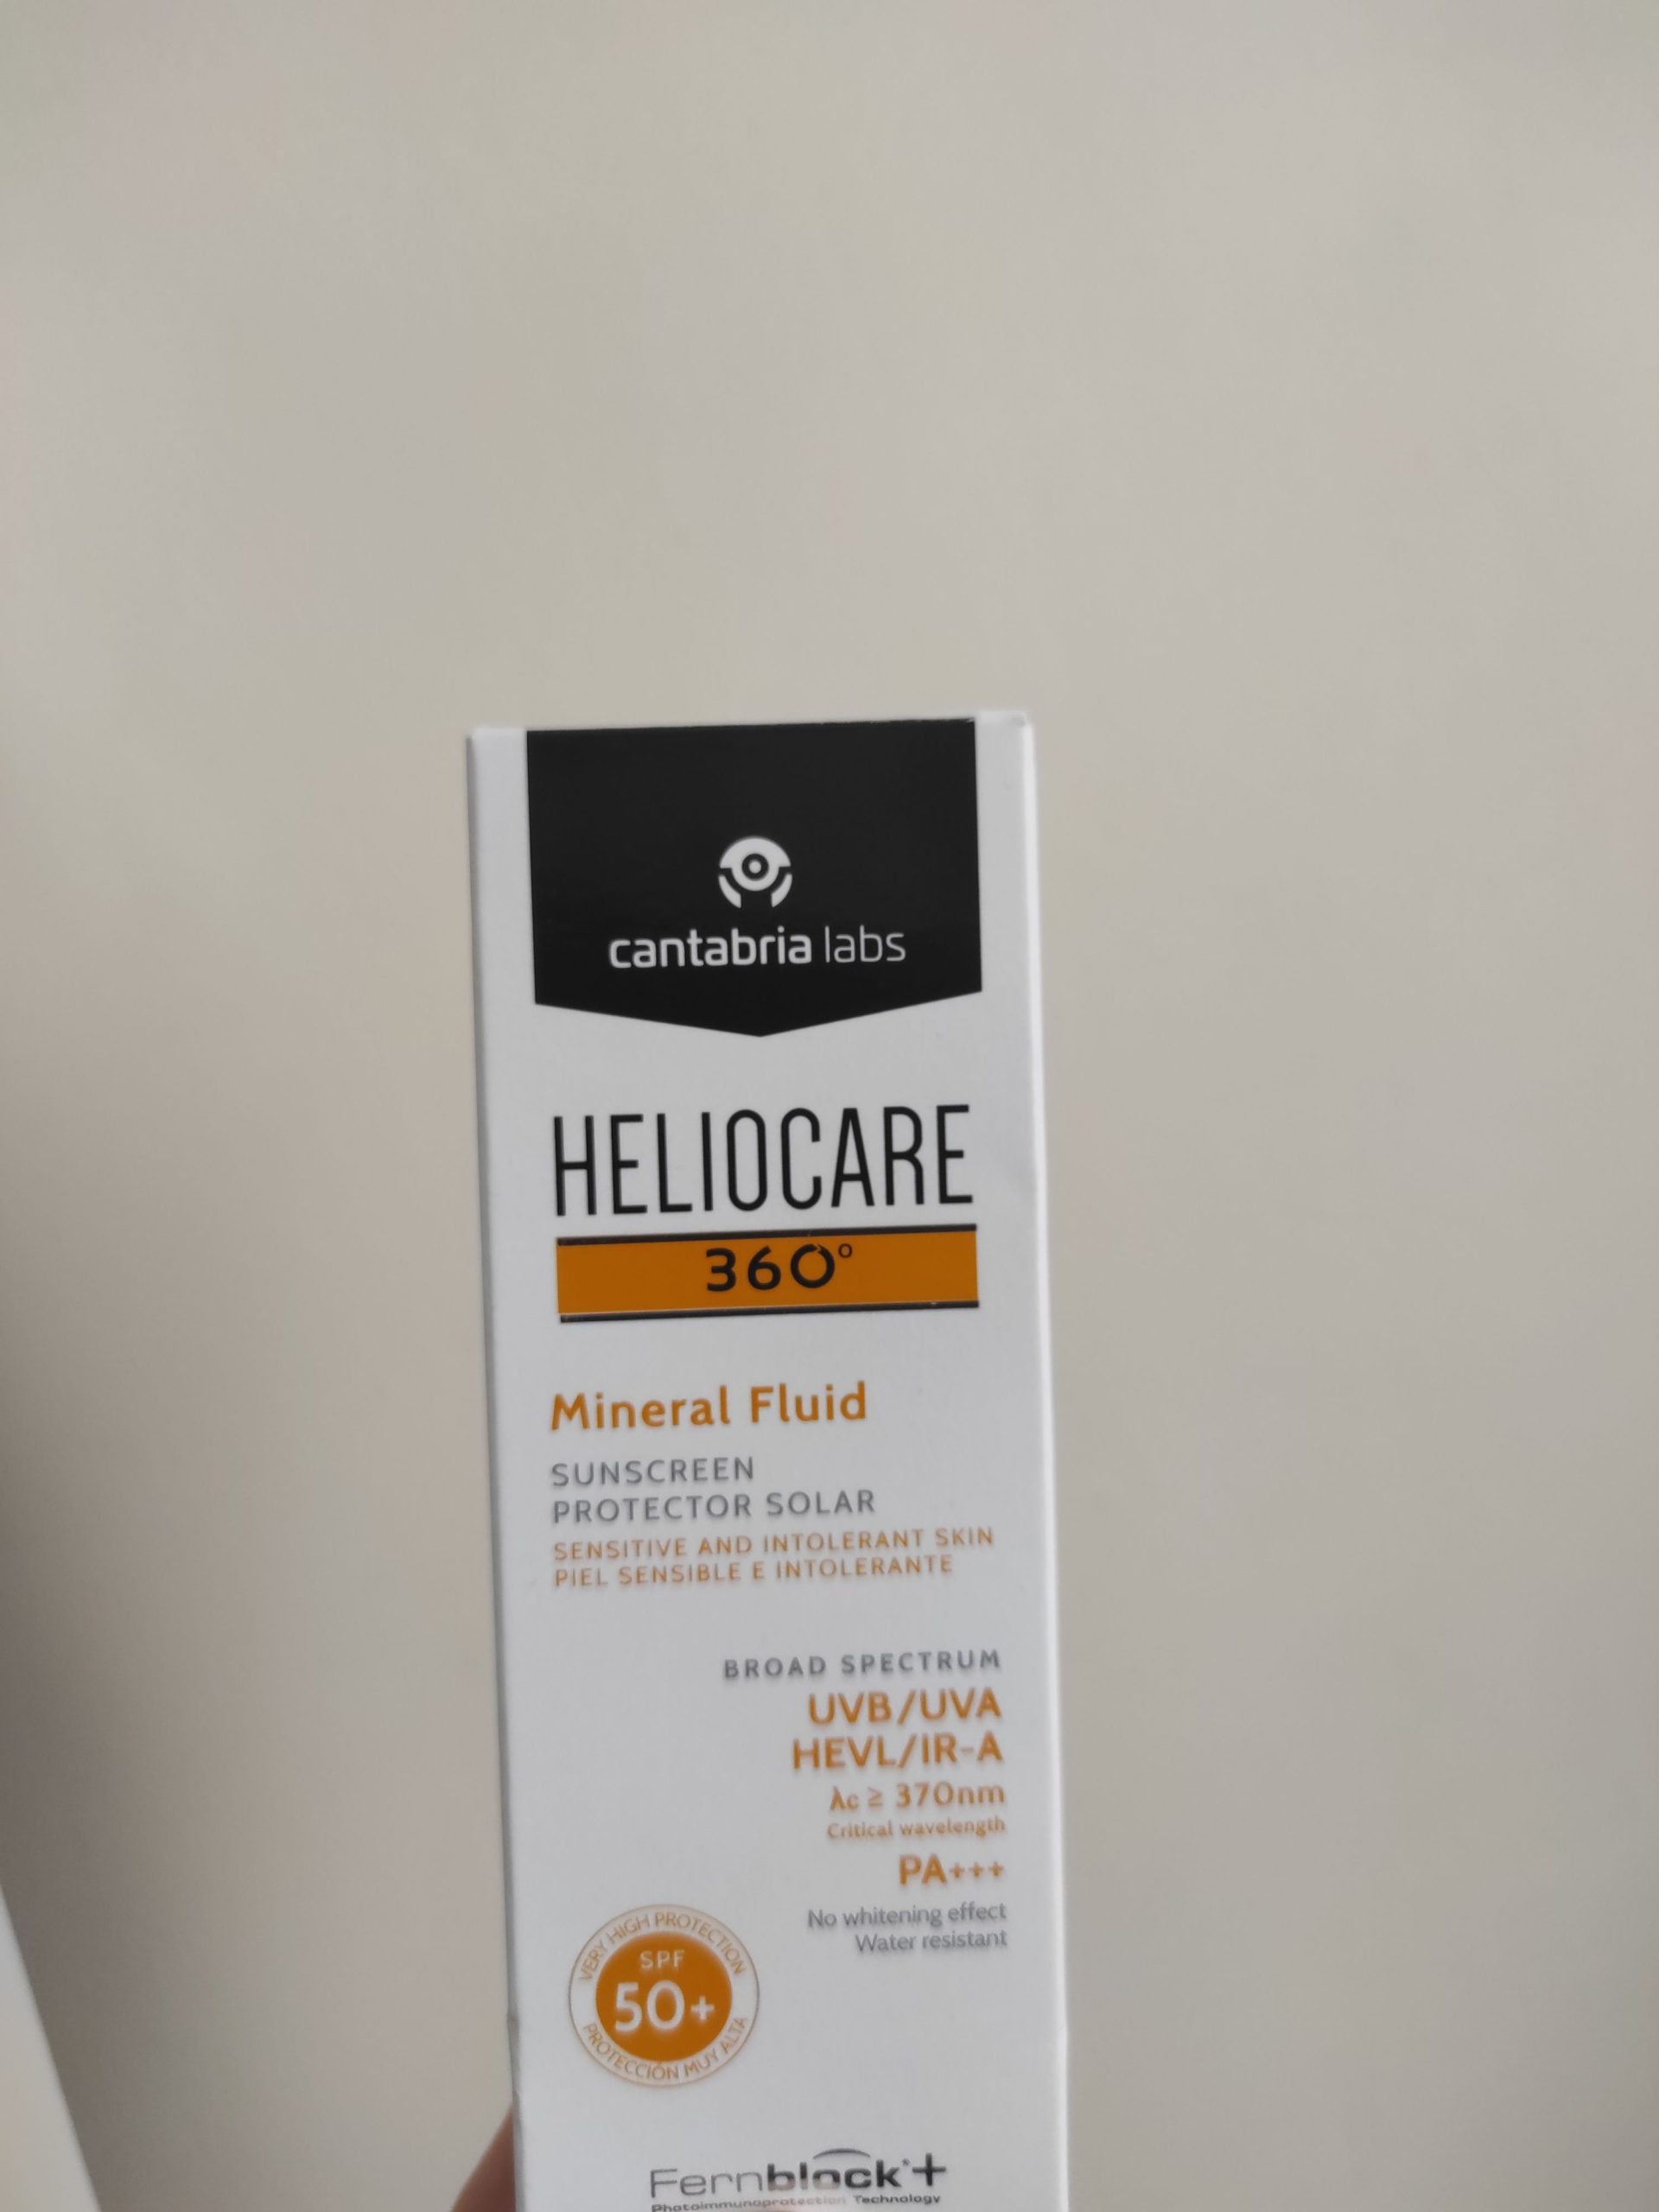 cantabria labs
HELIOCARE
360°
Mineral Fluid
SUNSCREEN
PROTECTOR SOLAR
SENSITIVE AND INTOLERANT SKIN
PIEL SENSIBLE E INTOLERANTE
BROAD SPECTRUM
UVB/UVA
HEVL/IR-A
λc ≥ 370nm
Critical wavelength
PA+++
No whitening effect
Water resistant
VERY HIGH PROTECTION
SPF
50+
PROTECCIÓN MUY ALTA
Fernblock®+
Photoimmunoprotection Technology